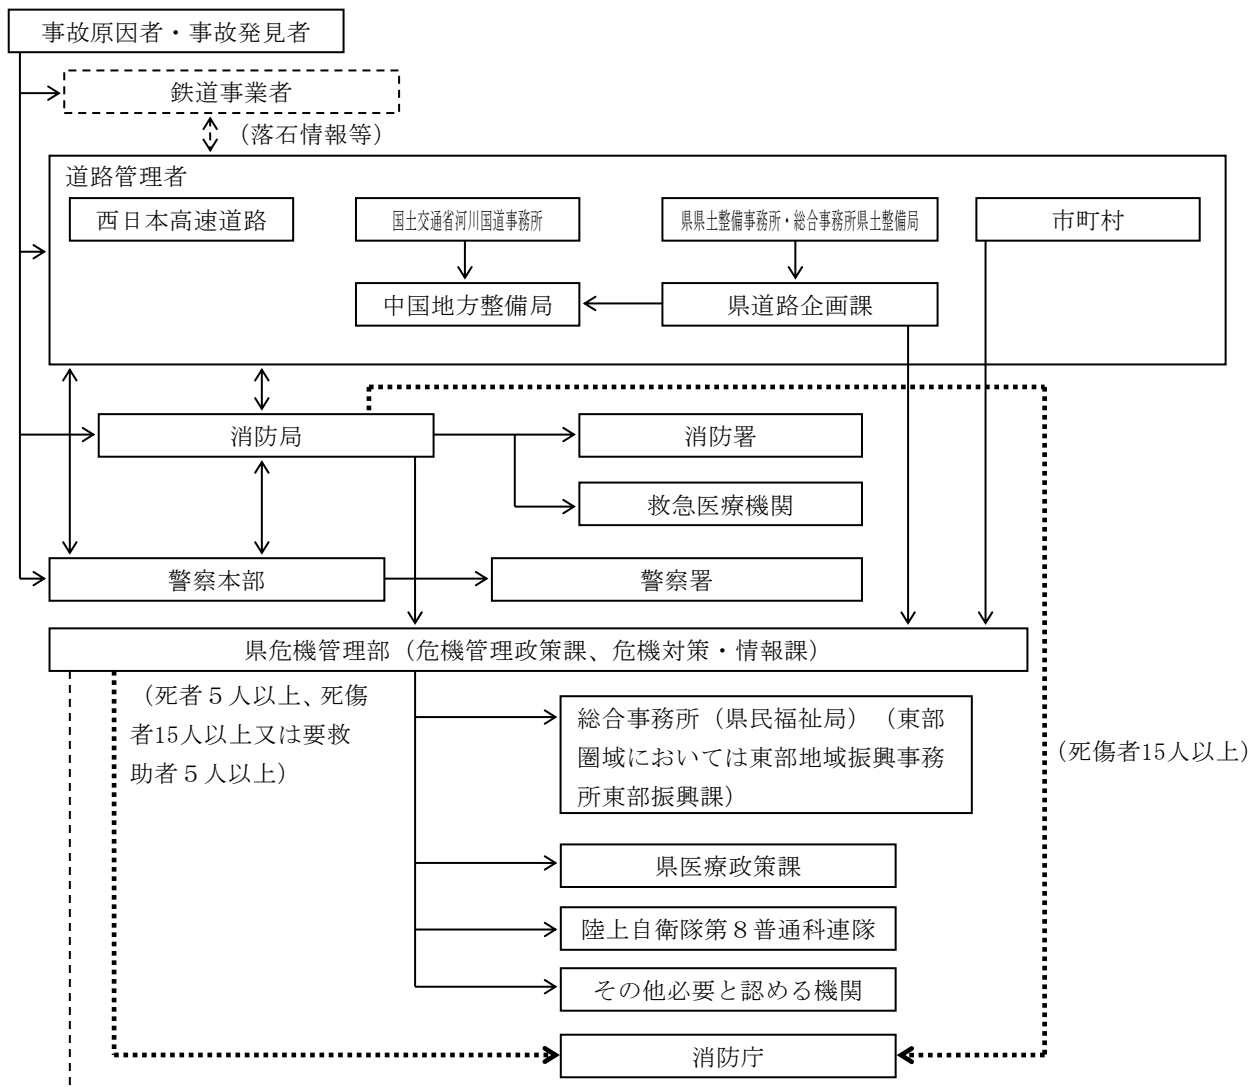 事故原因者・事故発見者
鉄道事業者
（落石情報等）
道路管理者
西日本高速道路
国土交通省河川国道事務所
県県土整備事務所・総合事務所県土整備局
市町村
中国地方整備局
県道路企画課
消防局
消防署
救急医療機関
警察本部
警察署
県危機管理部（危機管理政策課、危機対策・情報課）
（死者５人以上、死傷
者15人以上又は要救
助者５人以上）
総合事務所（県民福祉局）（東部
圏域においては東部地域振興事務
所東部振興課）
（死傷者15人以上）
県医療政策課
陸上自衛隊第８普通科連隊
その他必要と認める機関
消防庁